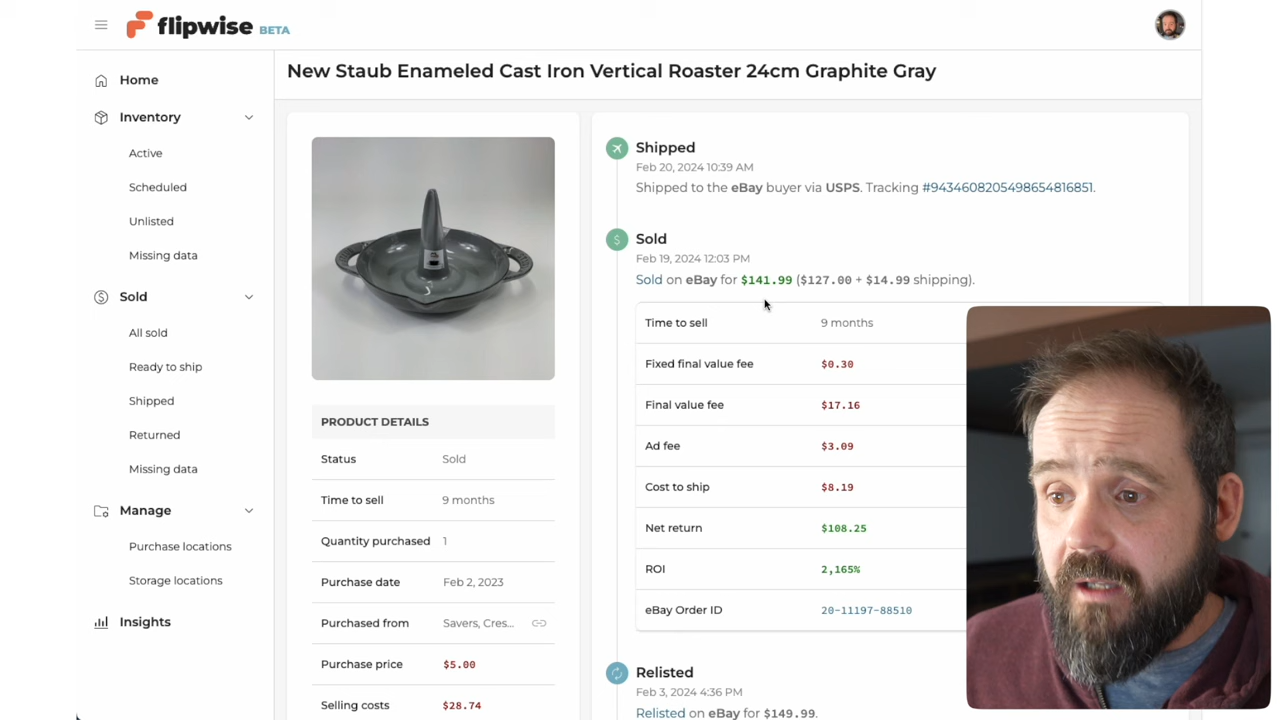 flipwise BETA
New Staub Enameled Cast Iron Vertical Roaster 24cm Graphite Gray
Home
Inventory
Active
Scheduled
Unlisted
Missing data
Sold
All sold
Ready to ship
Shipped
Returned
Missing data
Manage
Purchase locations
Storage locations
Insights
PRODUCT DETAILS
Status Sold
Time to sell 9 months
Quantity purchased 1
Purchase date Feb 2, 2023
Purchased from Savers, Cres...
Purchase price $5.00
Selling costs $28.74
Shipped
Feb 20, 2024 10:39 AM
Shipped to the eBay buyer via USPS. Tracking #9434608205498654816851.
Sold
Feb 19, 2024 12:03 PM
Sold on eBay for $141.99 ($127.00 + $14.99 shipping).
Time to sell 9 months
Fixed final value fee $0.30
Final value fee $17.16
Ad fee $3.09
Cost to ship $8.19
Net return $108.25
ROI 2,165%
eBay Order ID 20-11197-88510
Relisted
Feb 3, 2024 4:36 PM
Relisted on eBay for $149.99.